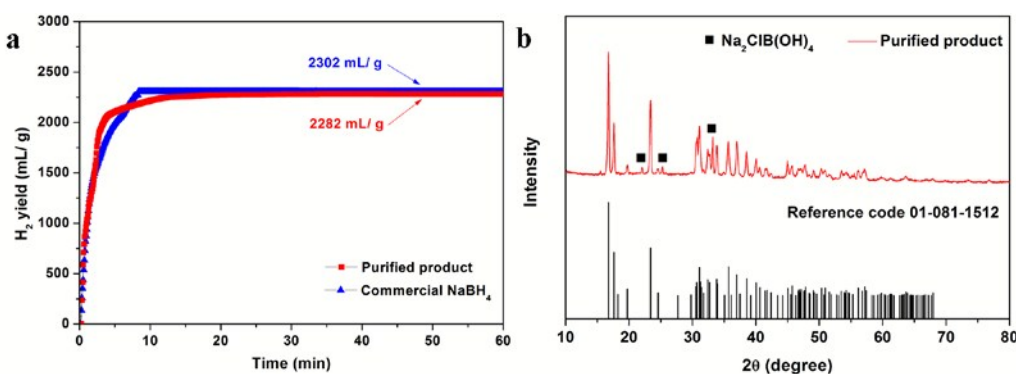 a
H₂ yield (mL/ g)
3000
2500
2000
1500
1000
500
0
2302 mL/ g
2282 mL/ g
Purified product
Commercial NaBH₄
0 10 20 30 40 50 60
Time (min)
b
Intensity
■ Na₂ClB(OH)₄ Purified product
Reference code 01-081-1512
10 20 30 40 50 60 70 80
2θ (degree)